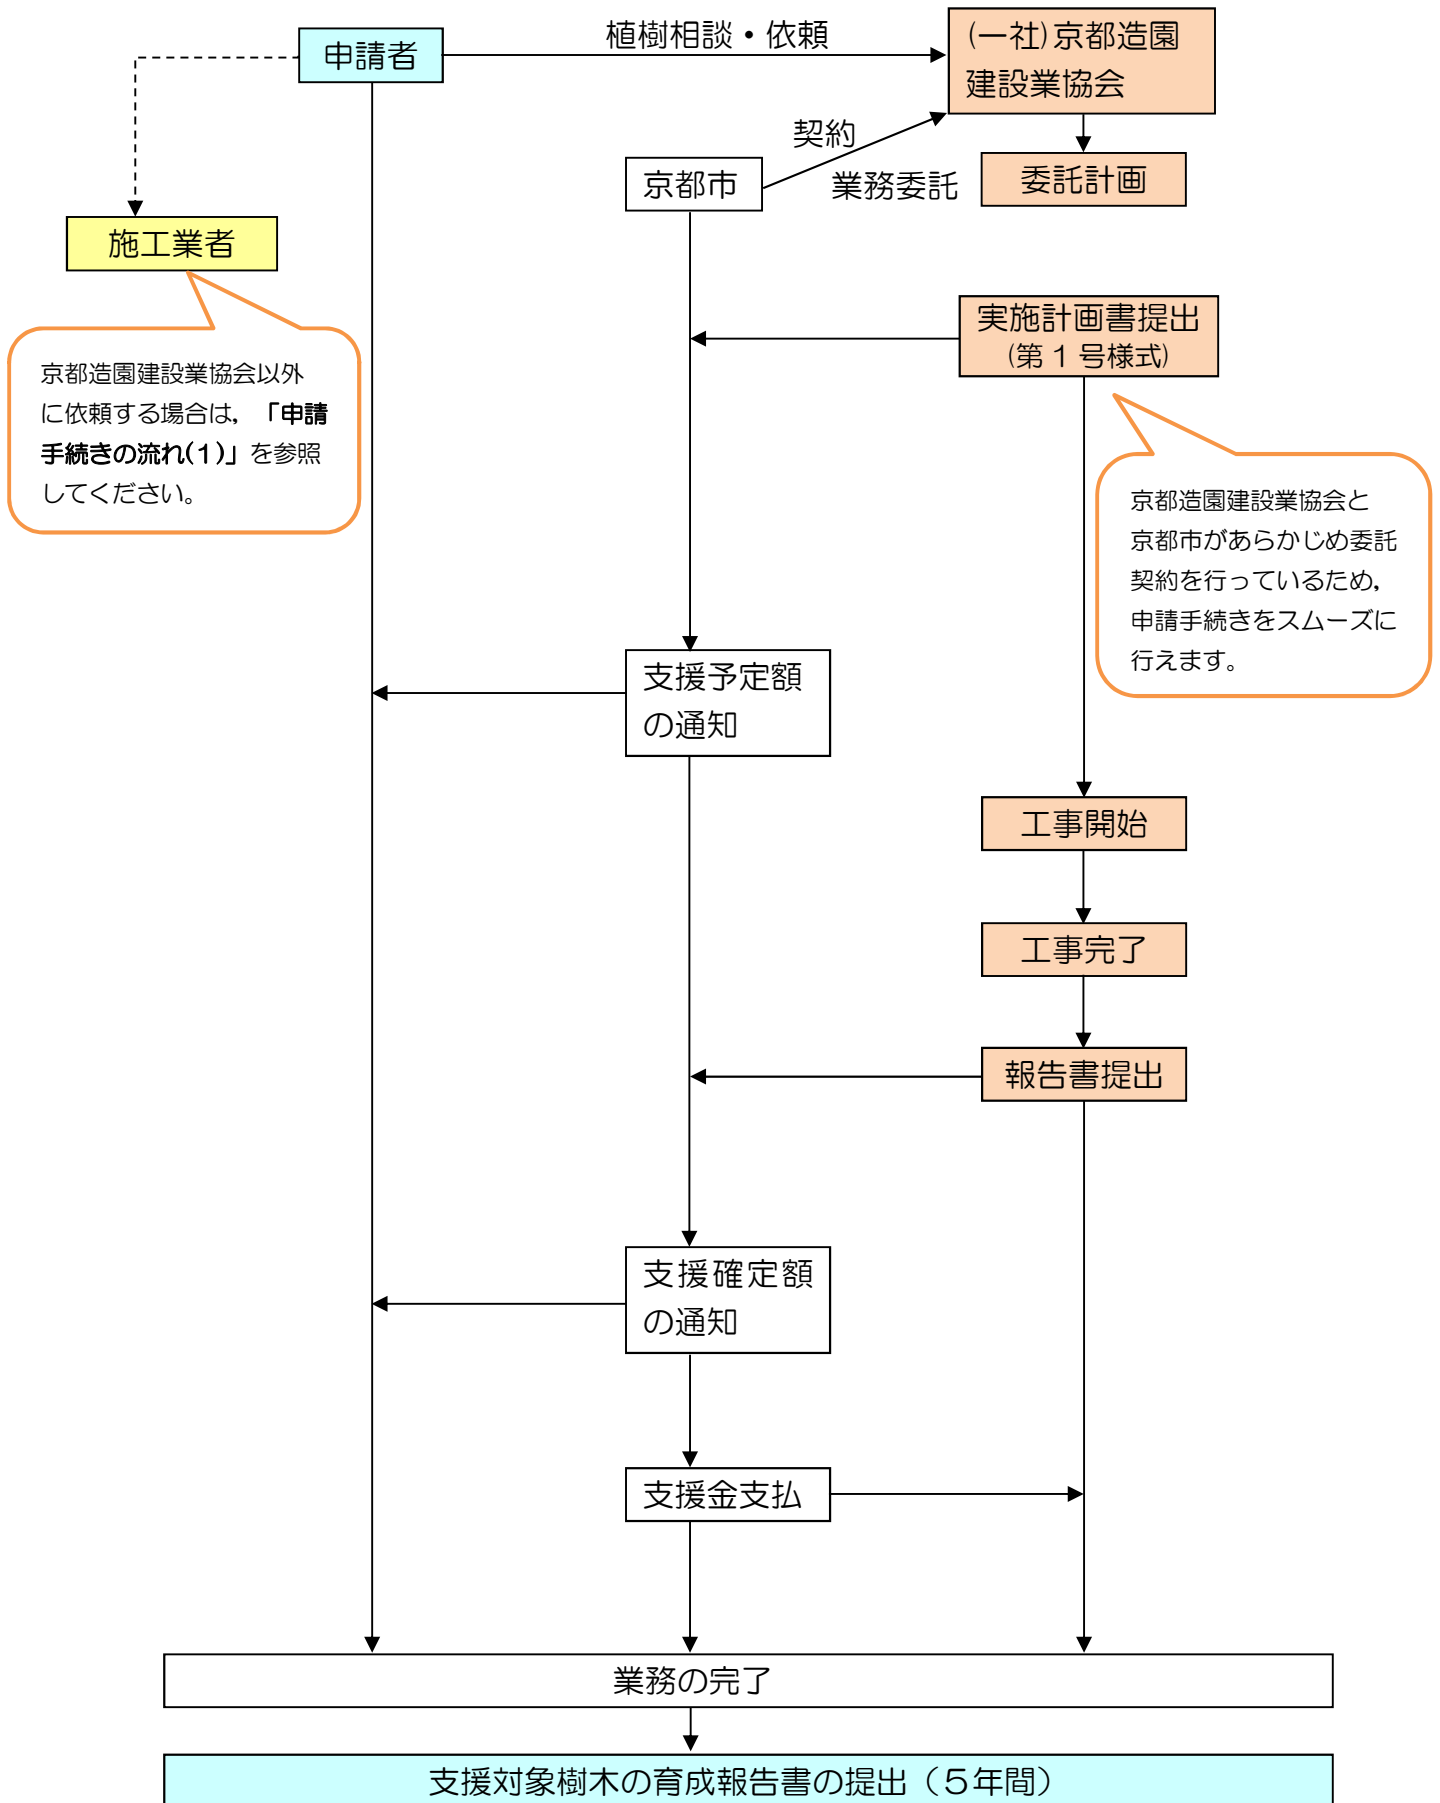 申請者
植樹相談・依頼
(一社)京都造園
建設業協会
契約
京都市
業務委託
委託計画
施工業者
京都造園建設業協会以外
に依頼する場合は，「申請
手続きの流れ(1)」を参照
してください。
実施計画書提出
(第 1 号様式)
京都造園建設業協会と
京都市があらかじめ委託
契約を行っているため，
申請手続きをスムーズに
行えます。
支援予定額
の通知
工事開始
工事完了
報告書提出
支援確定額
の通知
支援金支払
業務の完了
支援対象樹木の育成報告書の提出（５年間）